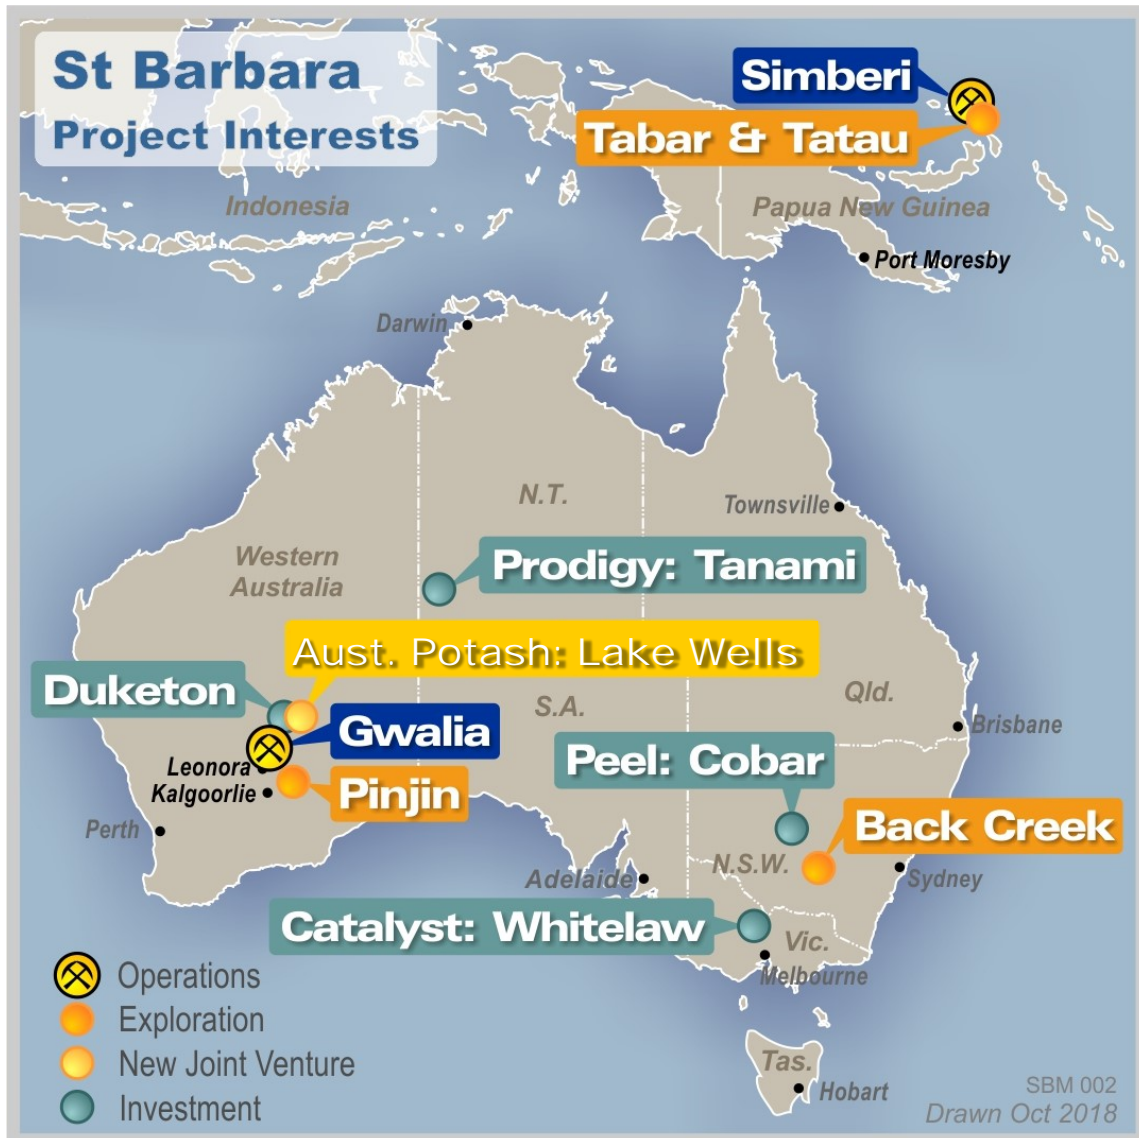 St Barbara
Project Interests
Simberi
Tabar & Tatau
Indonesia
Papua New Guinea
Port Moresby
Darwin
N.T.
Townsville
Western
Australia
Prodigy: Tanami
Aust. Potash: Lake Wells
Duketon
Qld.
S.A.
Gwalia
Brisbane
Peel: Cobar
Leonora
Kalgoorlie
Pinjin
Perth
Back Creek
N.S.W.
Adelaide
Sydney
Catalyst: Whitelaw
Vic.
Melbourne
Operations
Exploration
New Joint Venture
Investment
Tas.
Hobart
SBM 002
Drawn Oct 2018